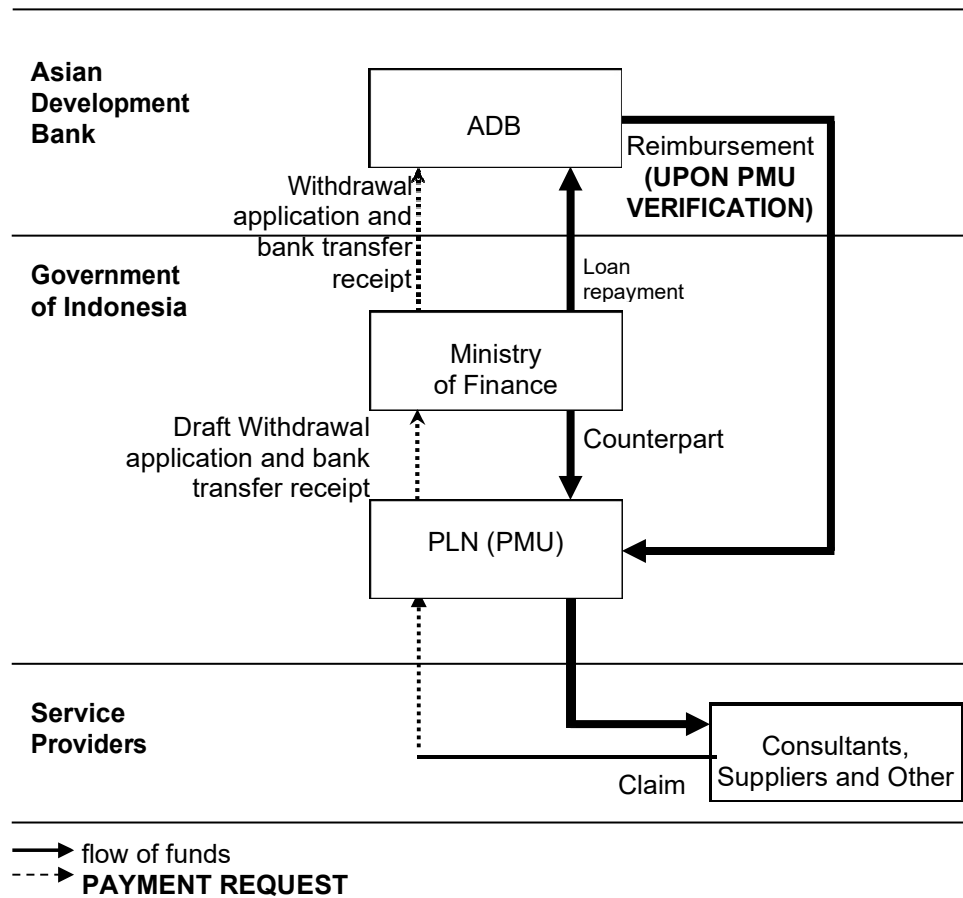 Asian
Development
Bank
ADB
Reimbursement
(UPON PMU
VERIFICATION)
Withdrawal
application and
bank transfer
receipt
Government
of Indonesia
Loan
repayment
Ministry
of Finance
Draft Withdrawal
application and bank
transfer receipt
Counterpart
PLN (PMU)
Service
Providers
Consultants,
Suppliers and Other
Claim
flow of funds
PAYMENT REQUEST